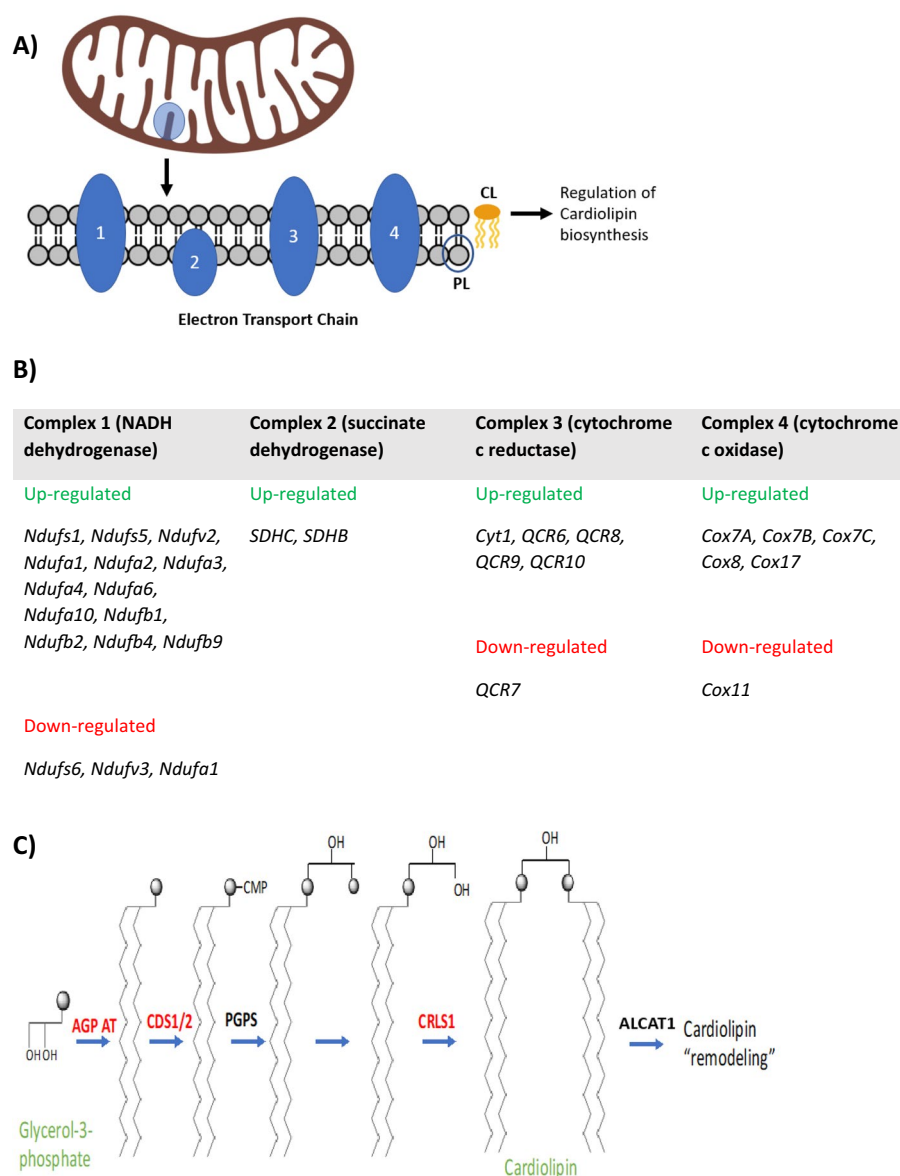 A)
1
2
3
4
CL
PL
Regulation of
Cardiolipin
biosynthesis
Electron Transport Chain
B)
Complex 1 (NADH
dehydrogenase)
Complex 2 (succinate
dehydrogenase)
Complex 3 (cytochrome
c reductase)
Complex 4 (cytochrome
c oxidase)
Up-regulated
Ndufs1, Ndufs5, Ndufv2,
Ndufa1, Ndufa2, Ndufa3,
Ndufa4, Ndufa6,
Ndufa10, Ndufb1,
Ndufb2, Ndufb4, Ndufb9
Down-regulated
Ndufs6, Ndufv3, Ndufa1
Up-regulated
SDHC, SDHB
Up-regulated
Cyt1, QCR6, QCR8,
QCR9, QCR10
Down-regulated
QCR7
Up-regulated
Cox7A, Cox7B, Cox7C,
Cox8, Cox17
Down-regulated
Cox11
C)
OHOH
Glycerol-3-
phosphate
AGP AT
CDS1/2
CMP
PGPS
OH
OH
OH
CRLS1
OH
Cardiolipin
ALCAT1
Cardiolipin
"remodeling"